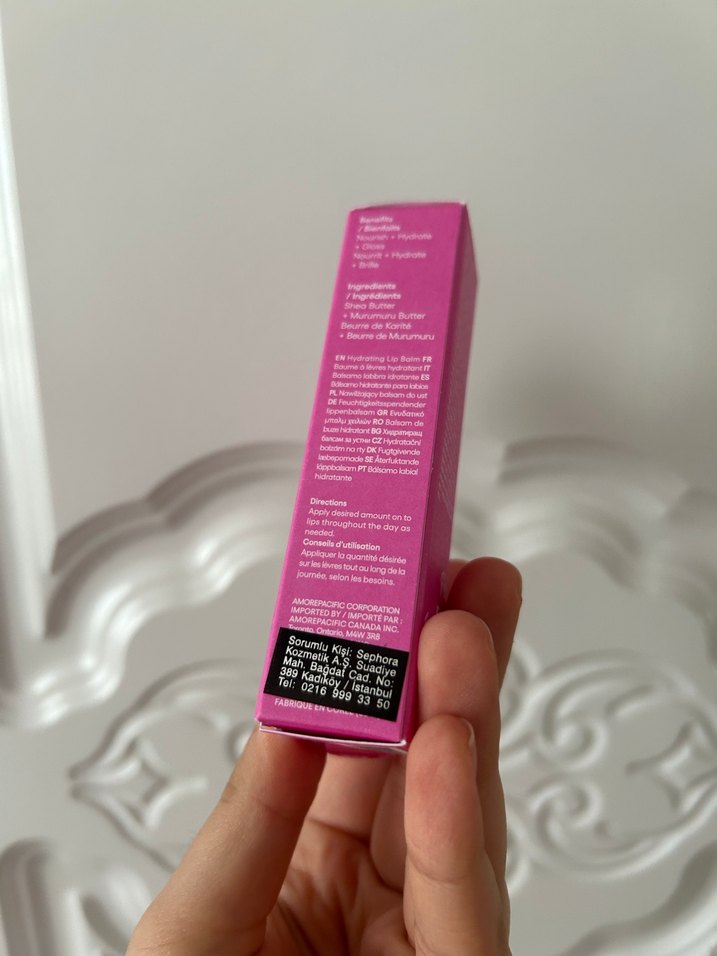 Benefits
/ Bienfaits
Nourish + Hydrate
+ Gloss
Nourrit + Hydrate
+ Brille
Ingredients
/ Ingrédients
Shea Butter
+ Murumuru Butter
Beurre de Karité
+ Beurre de Murumuru
EN Hydrating Lip Balm FR
Baume à lèvres hydratant IT
Balsamo labbra idratante ES
Bálsamo hidratante para labios
PL Nawilżający balsam do ust
DE Feuchtigkeitsspendender
lippenbalsam GR Ενυδατικό
μπαλμ χειλιών RO Balsam de
buze hidratant BG Хидратиращ
балсам за устни CZ Hydratační
balzám na rty DK Fugtgivende
læbepomade SE Återfuktande
läppbalsam PT Bálsamo labial
hidratante
Directions
Apply desired amount on to
lips throughout the day as
needed.
Conseils d'utilisation
Appliquer la quantité désirée
sur les lèvres tout au long de la
journée, selon les besoins.
AMOREPACIFIC CORPORATION
IMPORTED BY / IMPORTÉ PAR :
AMOREPACIFIC CANADA INC.
Toronto, Ontario, M4W 3R8
Sorumlu Kişi: Sephora
Kozmetik A.Ş. Suadiye
Mah. Bağdat Cad. No:
389 Kadıköy / İstanbul
Tel: 0216 999 33 50
FABRIQUÉ EN CORÉE